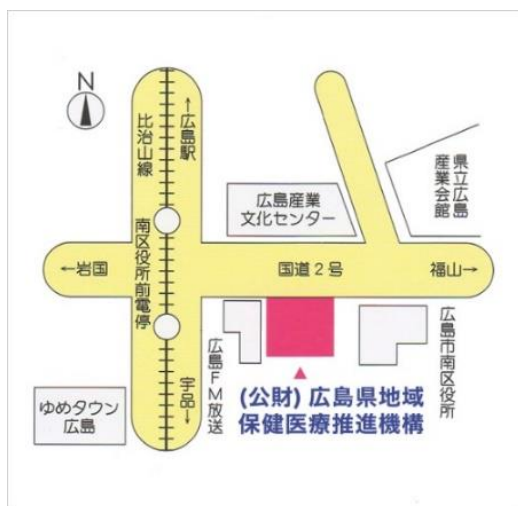 N
比治山線
←広島駅
県立広島
産業会館
広島産業
文化センター
南区役所前電停
←岩国
国道2号
福山→
広島FM放送
広島市南区役所
宇品→
ゆめタウン
広島
(公財) 広島県地域
保健医療推進機構